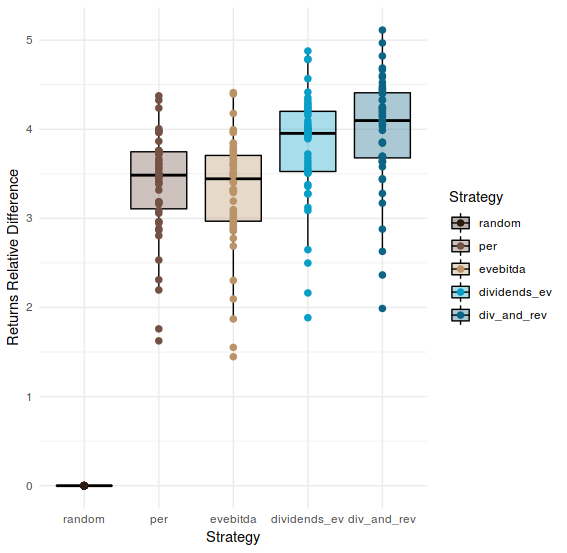 Returns Relative Difference
5
4
3
2
1
0
random
per
evebitda
dividends_ev
div_and_rev
Strategy
Strategy
random
per
evebitda
dividends_ev
div_and_rev